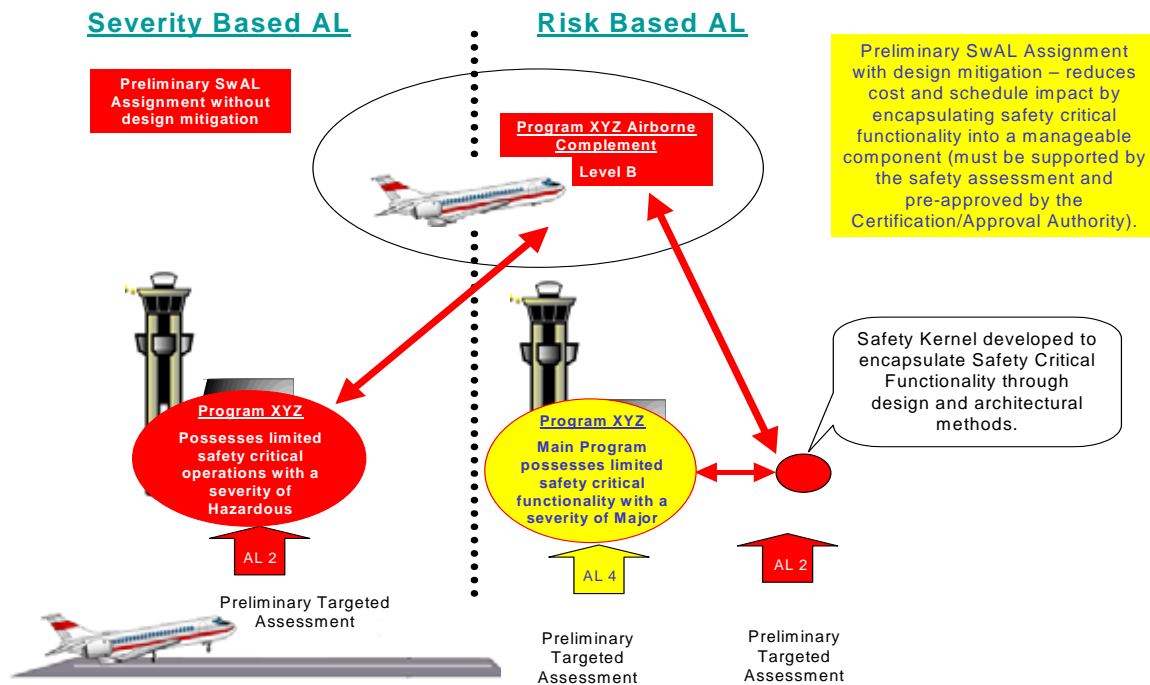 Severity Based AL
Risk Based AL
Preliminary SwAL
Assignment without
design mitigation
Program XYZ Airborne
Complement
Level B
Preliminary SwAL Assignment
with design mitigation – reduces
cost and schedule impact by
encapsulating safety critical
functionality into a manageable
component (must be supported by
the safety assessment and
pre-approved by the
Certification/Approval Authority).
Safety Kernel developed to
encapsulate Safety Critical
Functionality through
design and architectural
methods.
Program XYZ
Possesses limited
safety critical
operations with a
severity of
Hazardous
Program XYZ
Main Program
possesses limited
safety critical
functionality with a
severity of Major
AL 2
AL 4
AL 2
Preliminary Targeted
Assessment
Preliminary
Targeted
Assessment
Preliminary
Targeted
Assessment